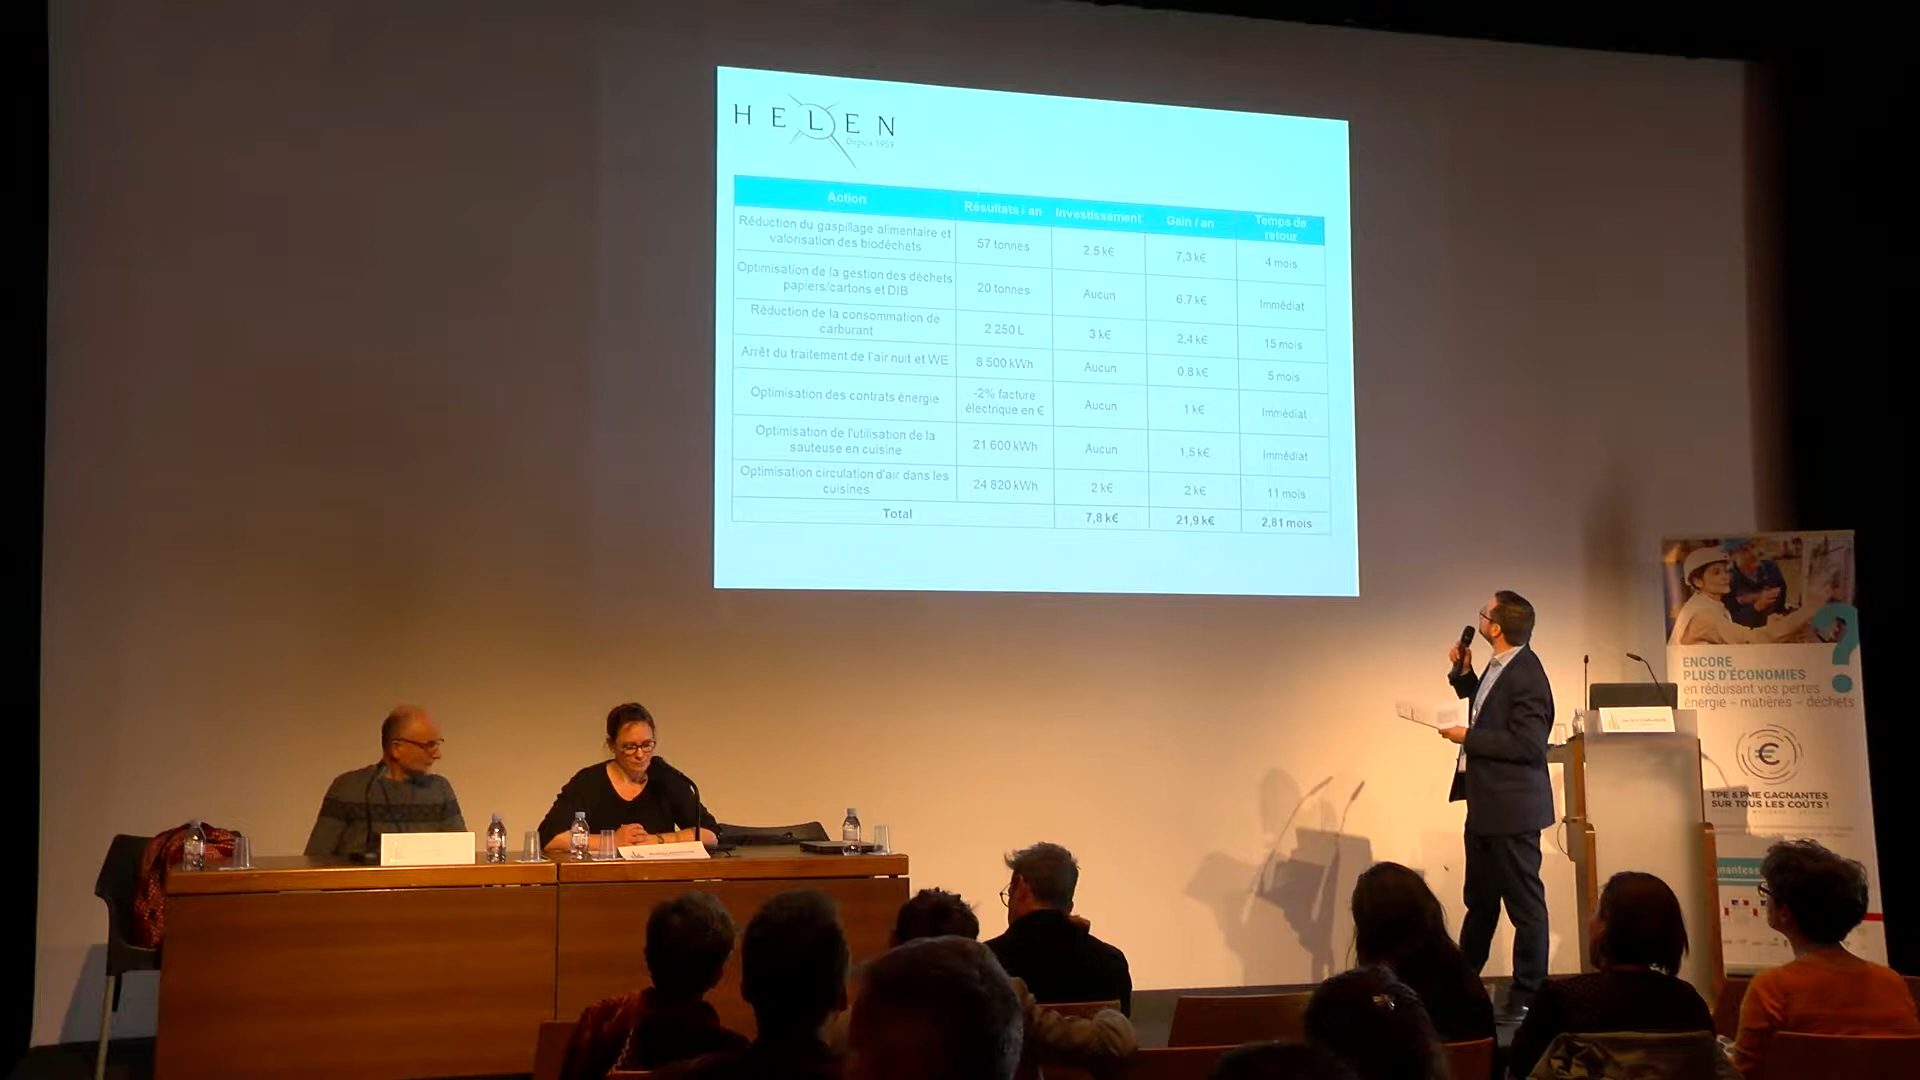 HELEN
Depuis 1959
Action
Résultats / an
Investissement
Gain / an
Temps de
retour
Réduction du gaspillage alimentaire et
valorisation des biodéchets
57 tonnes
2,5 k€
7,3 k€
4 mois
Optimisation de la gestion des déchets
papiers/cartons et DIB
20 tonnes
Aucun
6.7 k€
Immédiat
Réduction de la consommation de
carburant
2 250 L
3 k€
2,4 k€
15 mois
Arrêt du traitement de l'air nuit et WE
8 500 kWh
Aucun
0,8 k€
5 mois
Optimisation des contrats énergie
-2% facture
électrique en €
Aucun
1 k€
Immédiat
Optimisation de l'utilisation de la
sauteuse en cuisine
21 600 kWh
Aucun
1,5 k€
Immédiat
Optimisation circulation d'air dans les
cuisines
24 820 kWh
2 k€
2 k€
11 mois
Total
7,8 k€
21,9 k€
2,81 mois
?
ENCORE
PLUS D'ÉCONOMIES
en réduisant vos pertes
énergie – matières – déchets
€
TPE & PME GAGNANTES
SUR TOUS LES COÛTS !